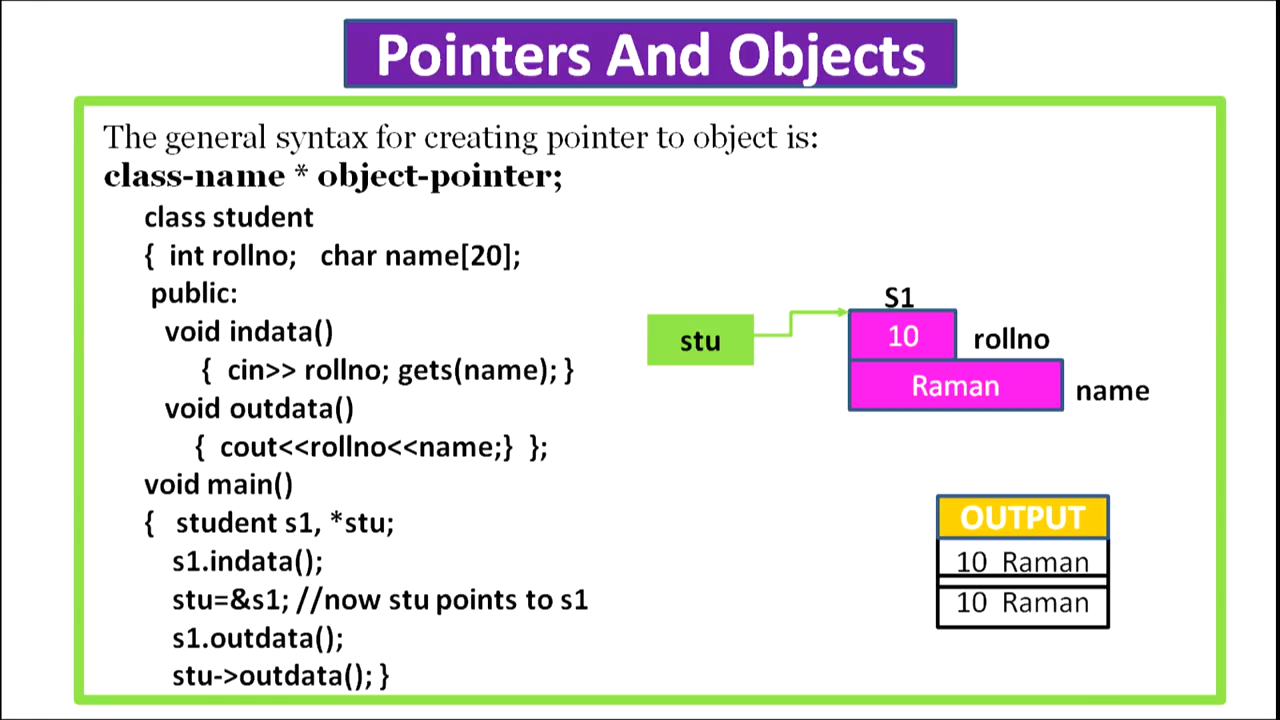 Pointers And Objects
The general syntax for creating pointer to object is:
class-name * object-pointer;
class student
{ int rollno; char name[20];
public:
void indata()
{ cin>> rollno; gets(name); }
void outdata()
{ cout<<rollno<<name;} };
void main()
{ student s1, *stu;
s1.indata();
stu=&s1; //now stu points to s1
s1.outdata();
stu->outdata(); }
S1
stu
10 rollno
Raman name
OUTPUT
10 Raman
10 Raman